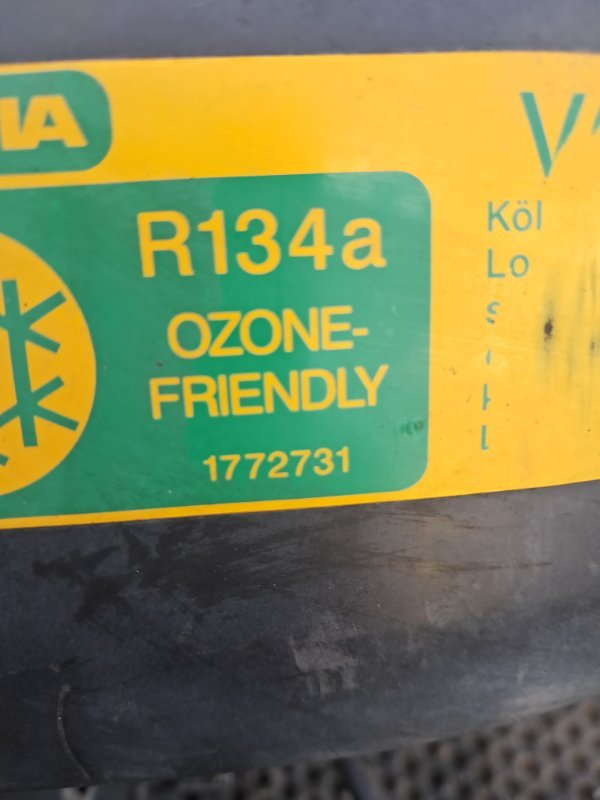 R134a
OZONE-
FRIENDLY
1772731
Köl
Lo